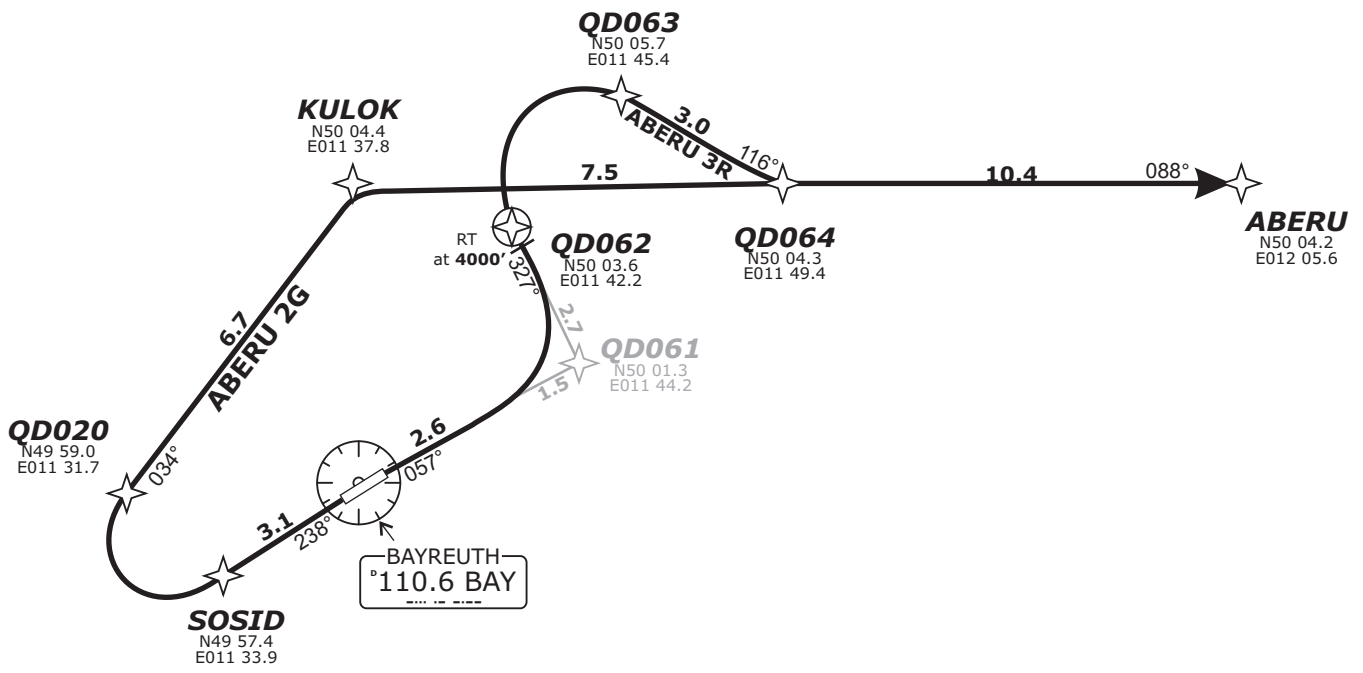 QD063
N50 05.7
E011 45.4
KULOK
N50 04.4
E011 37.8
3.0
ABERU 3R
116°
7.5
10.4
088°
ABERU
N50 04.2
E012 05.6
QD064
N50 04.3
E011 49.4
RT
at 4000'
QD062
N50 03.6
E011 42.2
327°
6.7
ABERU 2G
2.7
QD061
N50 01.3
E011 44.2
1.5
QD020
N49 59.0
E011 31.7
034°
2.6
057°
3.1
238°
BAYREUTH
D110.6 BAY
SOSID
N49 57.4
E011 33.9